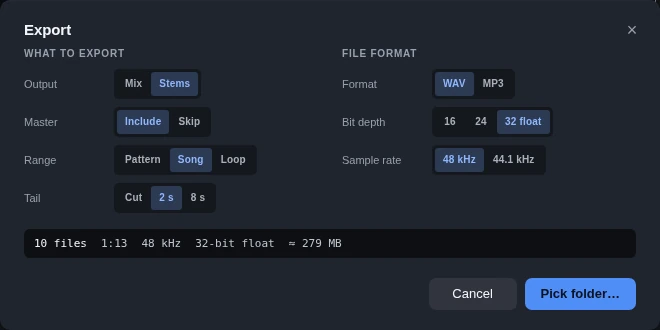 Export ×
WHAT TO EXPORT
Output Mix Stems
Master Include Skip
Range Pattern Song Loop
Tail Cut 2 s 8 s
FILE FORMAT
Format WAV MP3
Bit depth 16 24 32 float
Sample rate 48 kHz 44.1 kHz
10 files 1:13 48 kHz 32-bit float ≈ 279 MB
Cancel Pick folder…